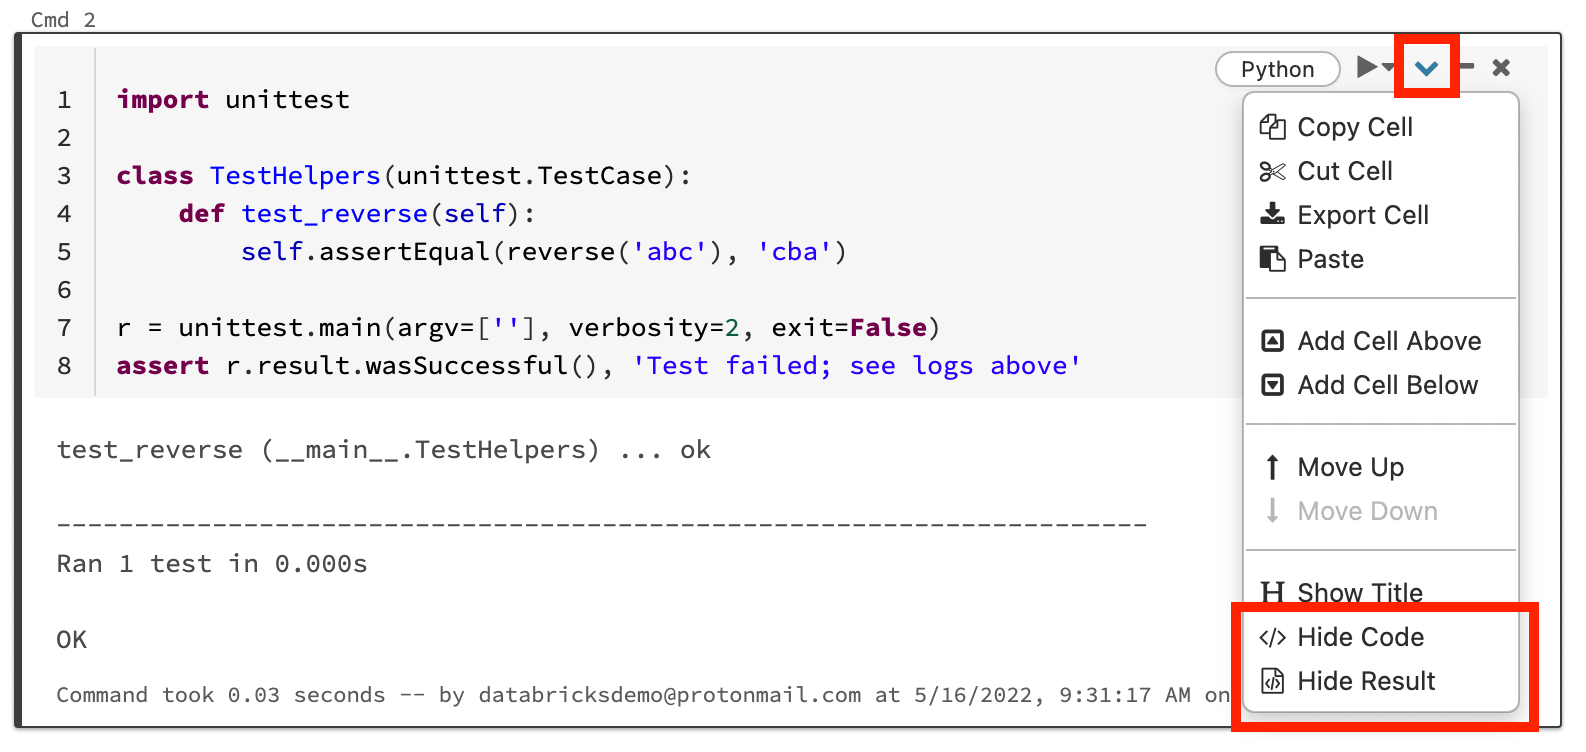 Cmd 2
Python
1 import unittest
2
3 class TestHelpers(unittest.TestCase):
4 def test_reverse(self):
5 self.assertEqual(reverse('abc'), 'cba')
6
7 r = unittest.main(argv=[''], verbosity=2, exit=False)
8 assert r.result.wasSuccessful(), 'Test failed; see logs above'
test_reverse (__main__.TestHelpers) ... ok
----------------------------------------------------------------------
Ran 1 test in 0.000s
OK
Command took 0.03 seconds -- by databricksdemo@protonmail.com at 5/16/2022, 9:31:17 AM on
Copy Cell
Cut Cell
Export Cell
Paste
Add Cell Above
Add Cell Below
Move Up
Move Down
Show Title
Hide Code
Hide Result